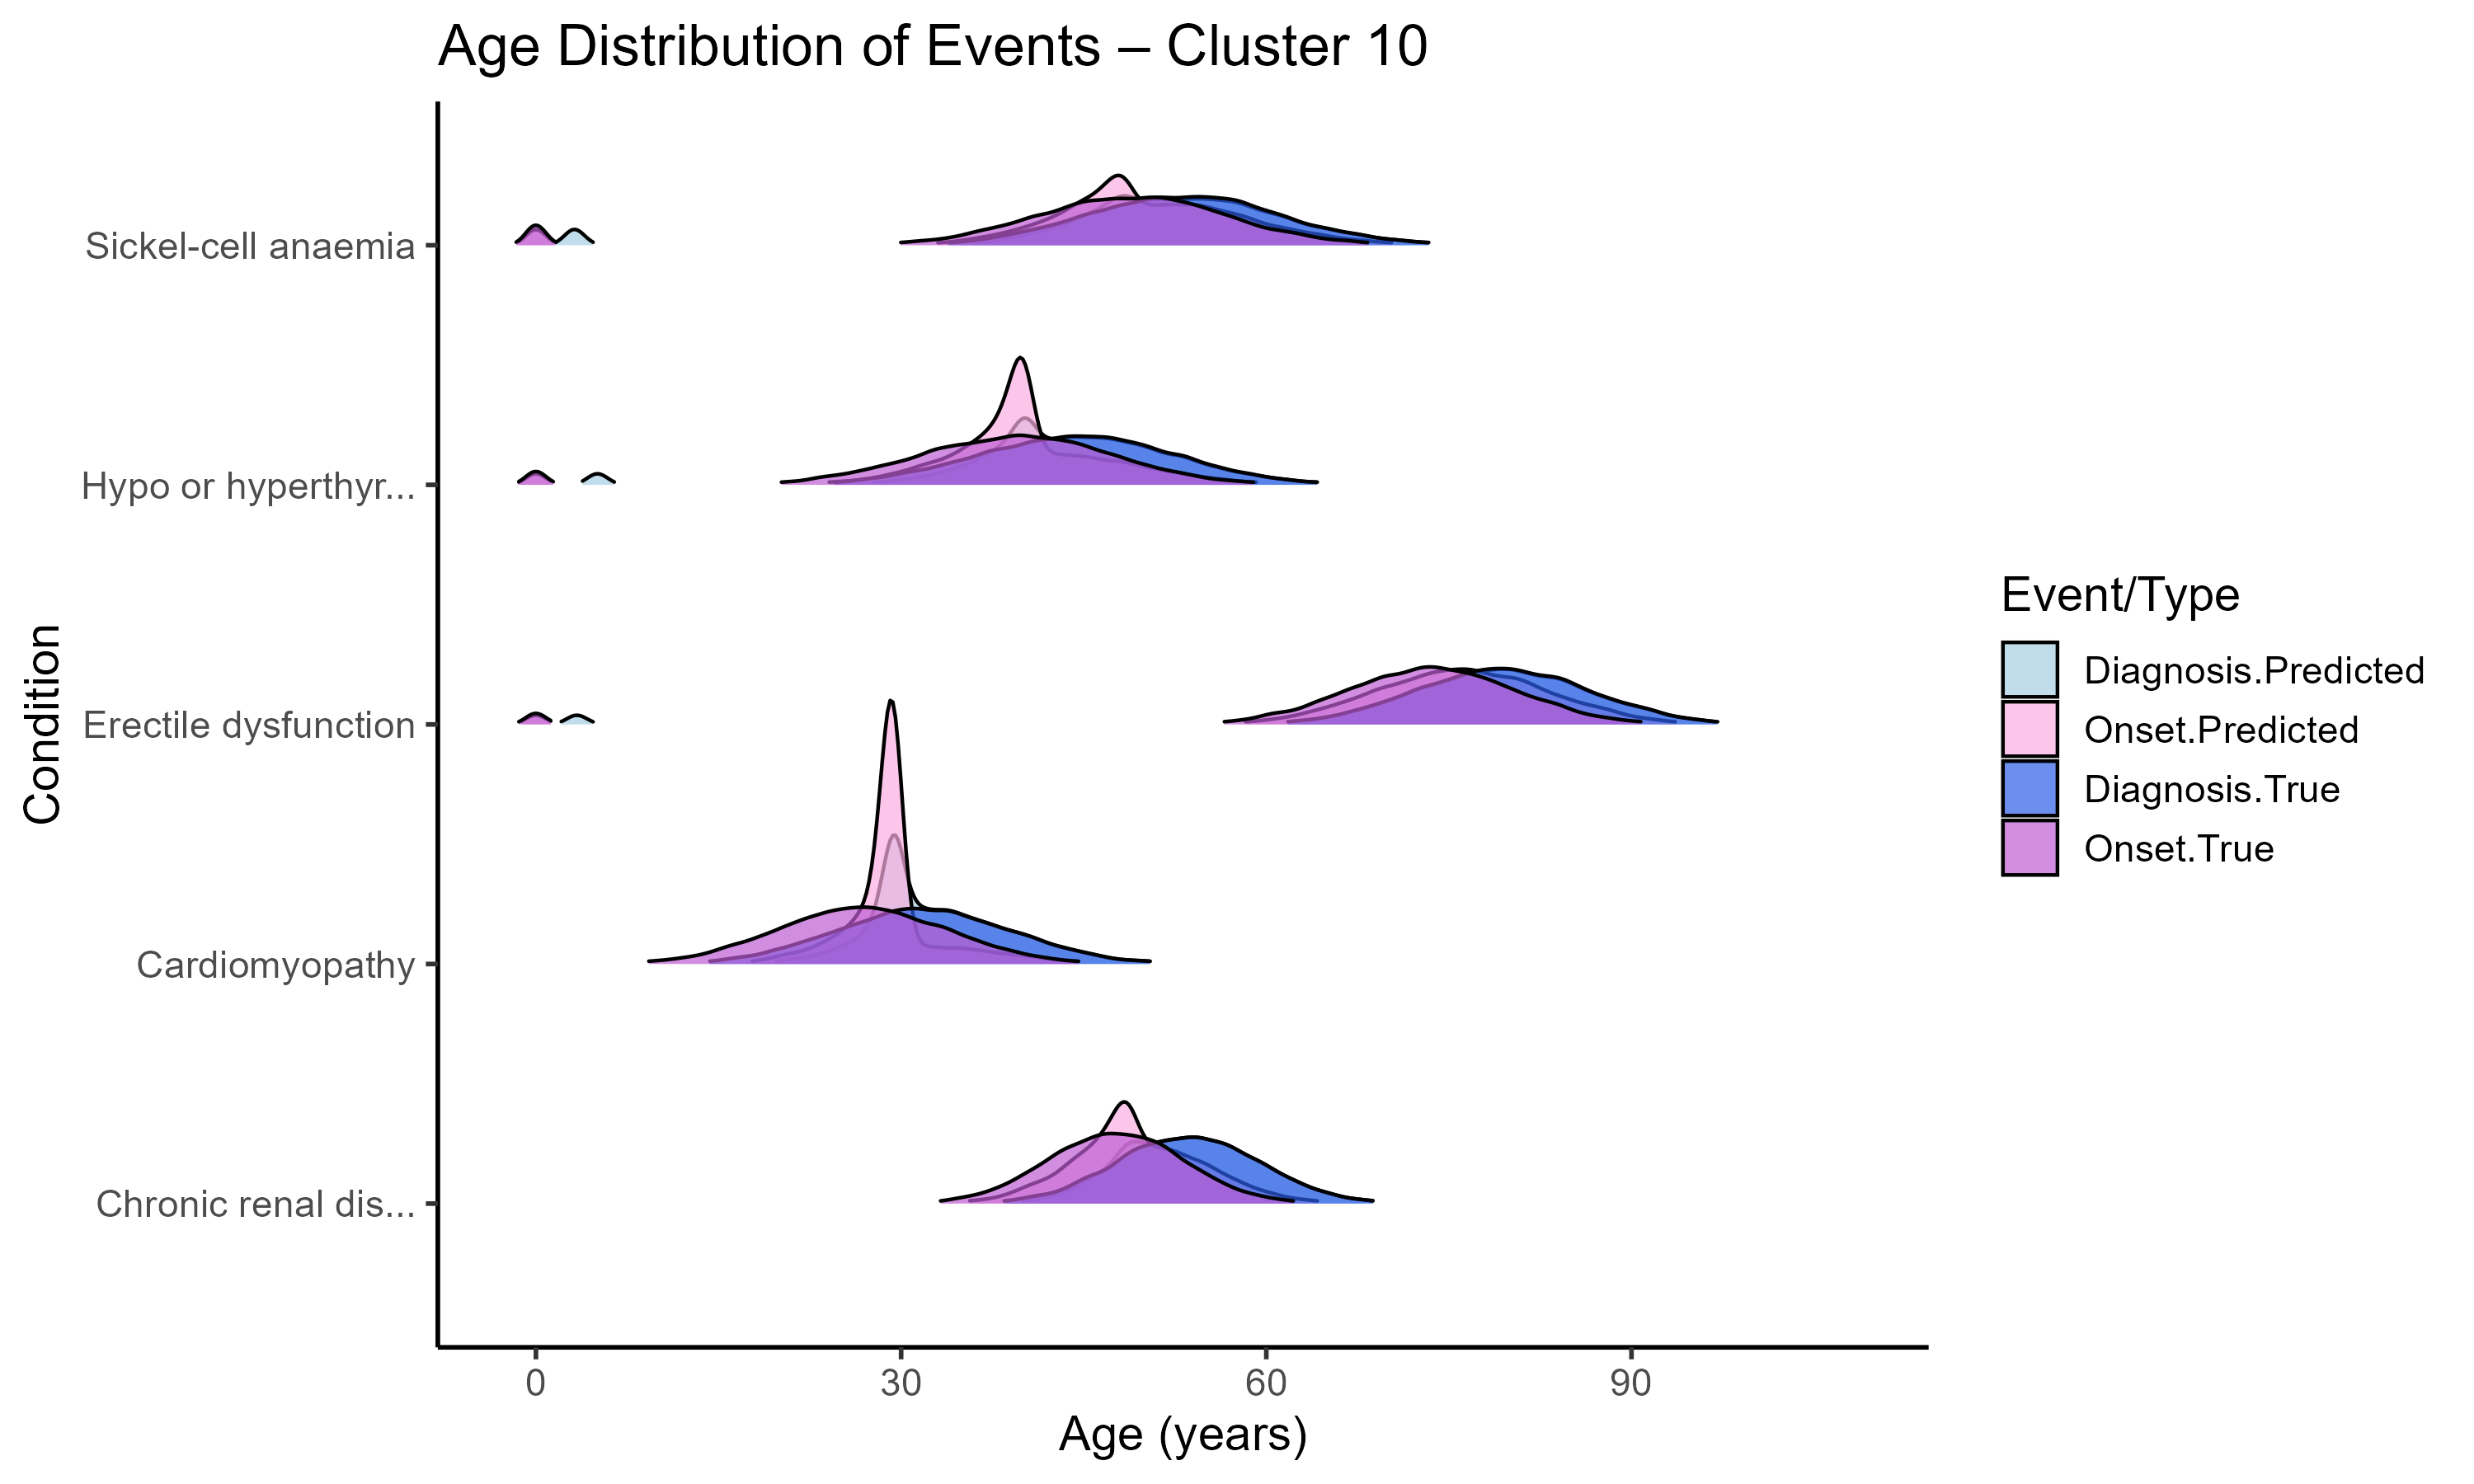 Age Distribution of Events – Cluster 10
Condition
Sickel-cell anaemia
Hypo or hyperthyr...
Erectile dysfunction
Cardiomyopathy
Chronic renal dis...
0 30 60 90
Age (years)
Event/Type
Diagnosis.Predicted
Onset.Predicted
Diagnosis.True
Onset.True